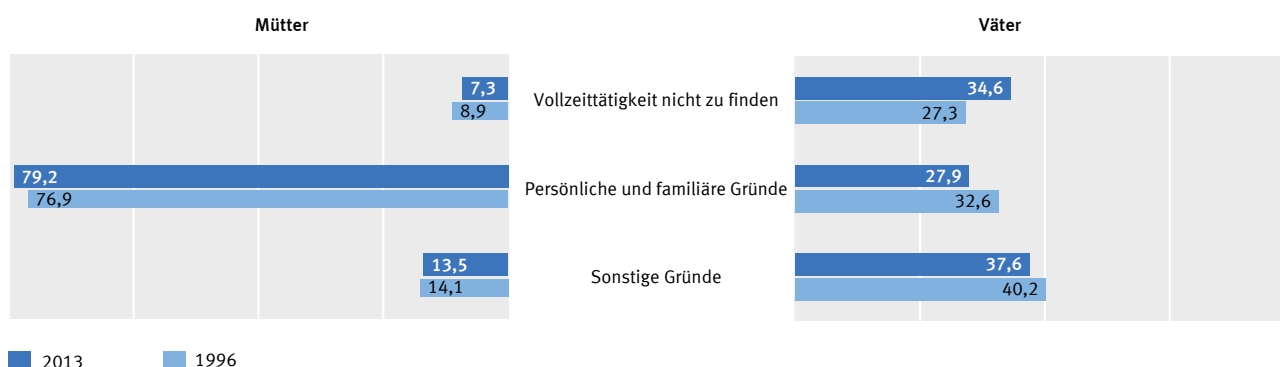 Mütter
Väter
7,3
Vollzeittätigkeit nicht zu finden
34,6
8,9
27,3
79,2
Persönliche und familiäre Gründe
27,9
76,9
32,6
13,5
Sonstige Gründe
37,6
14,1
40,2
2013
1996